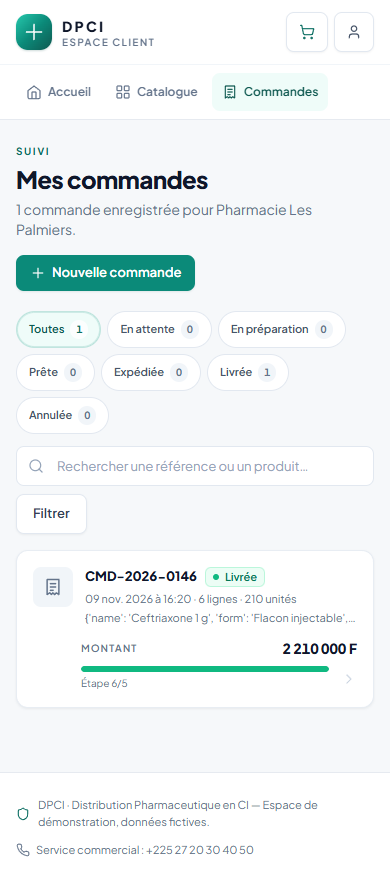 DPCI
ESPACE CLIENT
Accueil
Catalogue
Commandes
SUIVI
Mes commandes
1 commande enregistrée pour Pharmacie Les
Palmiers.
Nouvelle commande
Toutes 1
En attente 0
En préparation 0
Prête 0
Expédiée 0
Livrée 1
Annulée 0
Rechercher une référence ou un produit…
Filtrer
CMD-2026-0146
Livrée
09 nov. 2026 à 16:20 · 6 lignes · 210 unités
{'name': 'Ceftriaxone 1 g', 'form': 'Flacon injectable',…
MONTANT
2 210 000 F
Étape 6/5
DPCI · Distribution Pharmaceutique en CI — Espace de
démonstration, données fictives.
Service commercial : +225 27 20 30 40 50